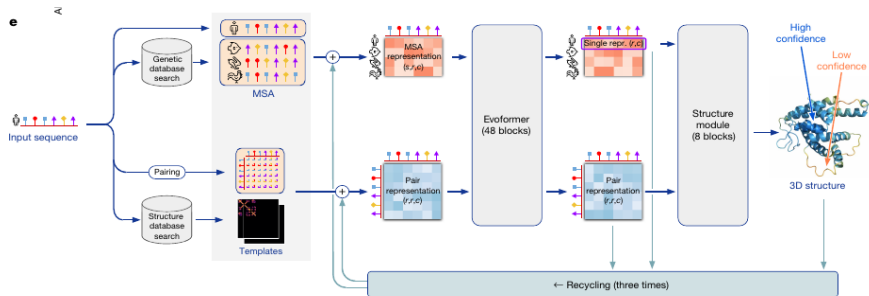 e
Genetic
database
search
MSA
Input sequence
Pairing
Structure
database
search
Templates
+
+
MSA
representation
(s,r,c)
Pair
representation
(r,r,c)
Evoformer
(48 blocks)
Single repr. (r,c)
Pair
representation
(r,r,c)
Structure
module
(8 blocks)
High
confidence
Low
confidence
3D structure
← Recycling (three times)